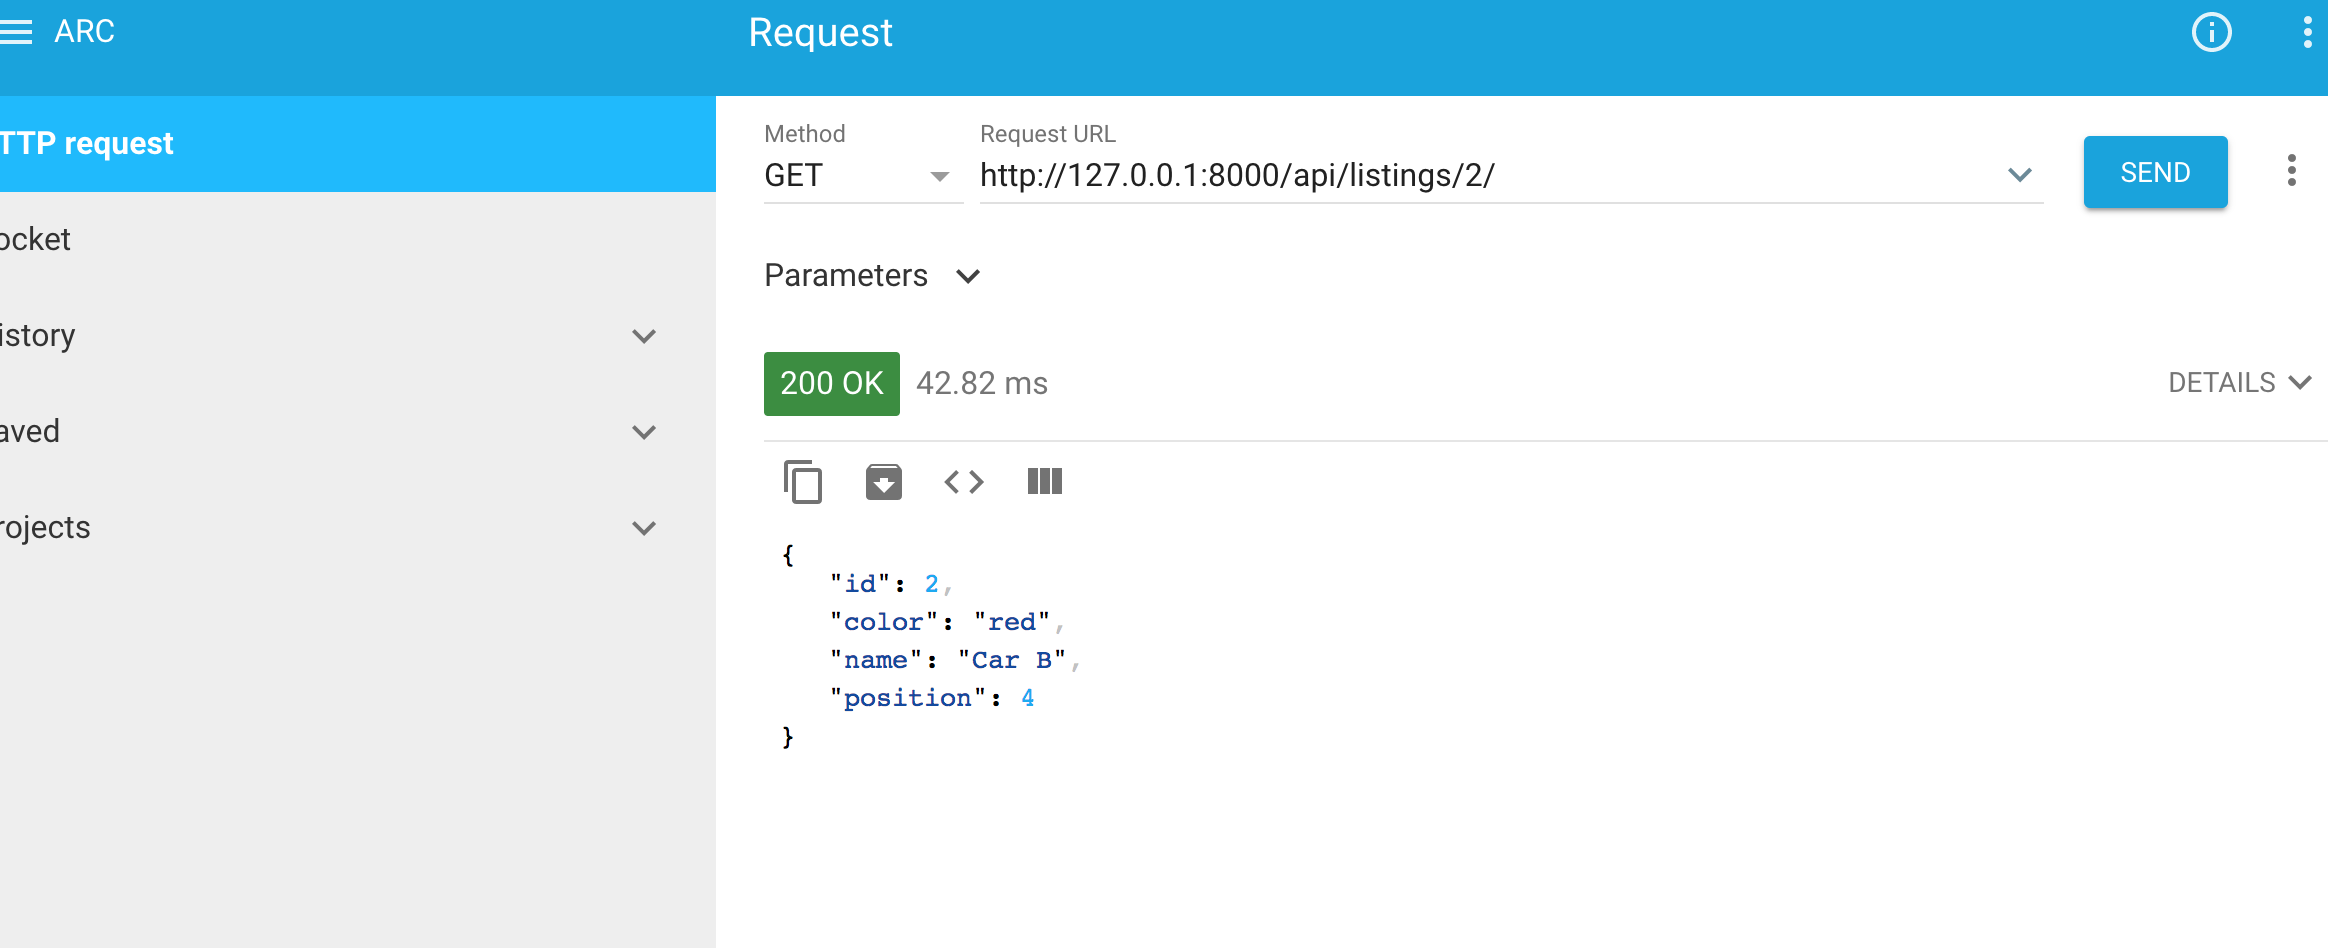 ARC
Request
TTP request
ocket
istory
aved
rojects
Method
GET
Request URL
http://127.0.0.1:8000/api/listings/2/
SEND
Parameters
200 OK
42.82 ms
DETAILS
{
"id": 2,
"color": "red",
"name": "Car B",
"position": 4
}